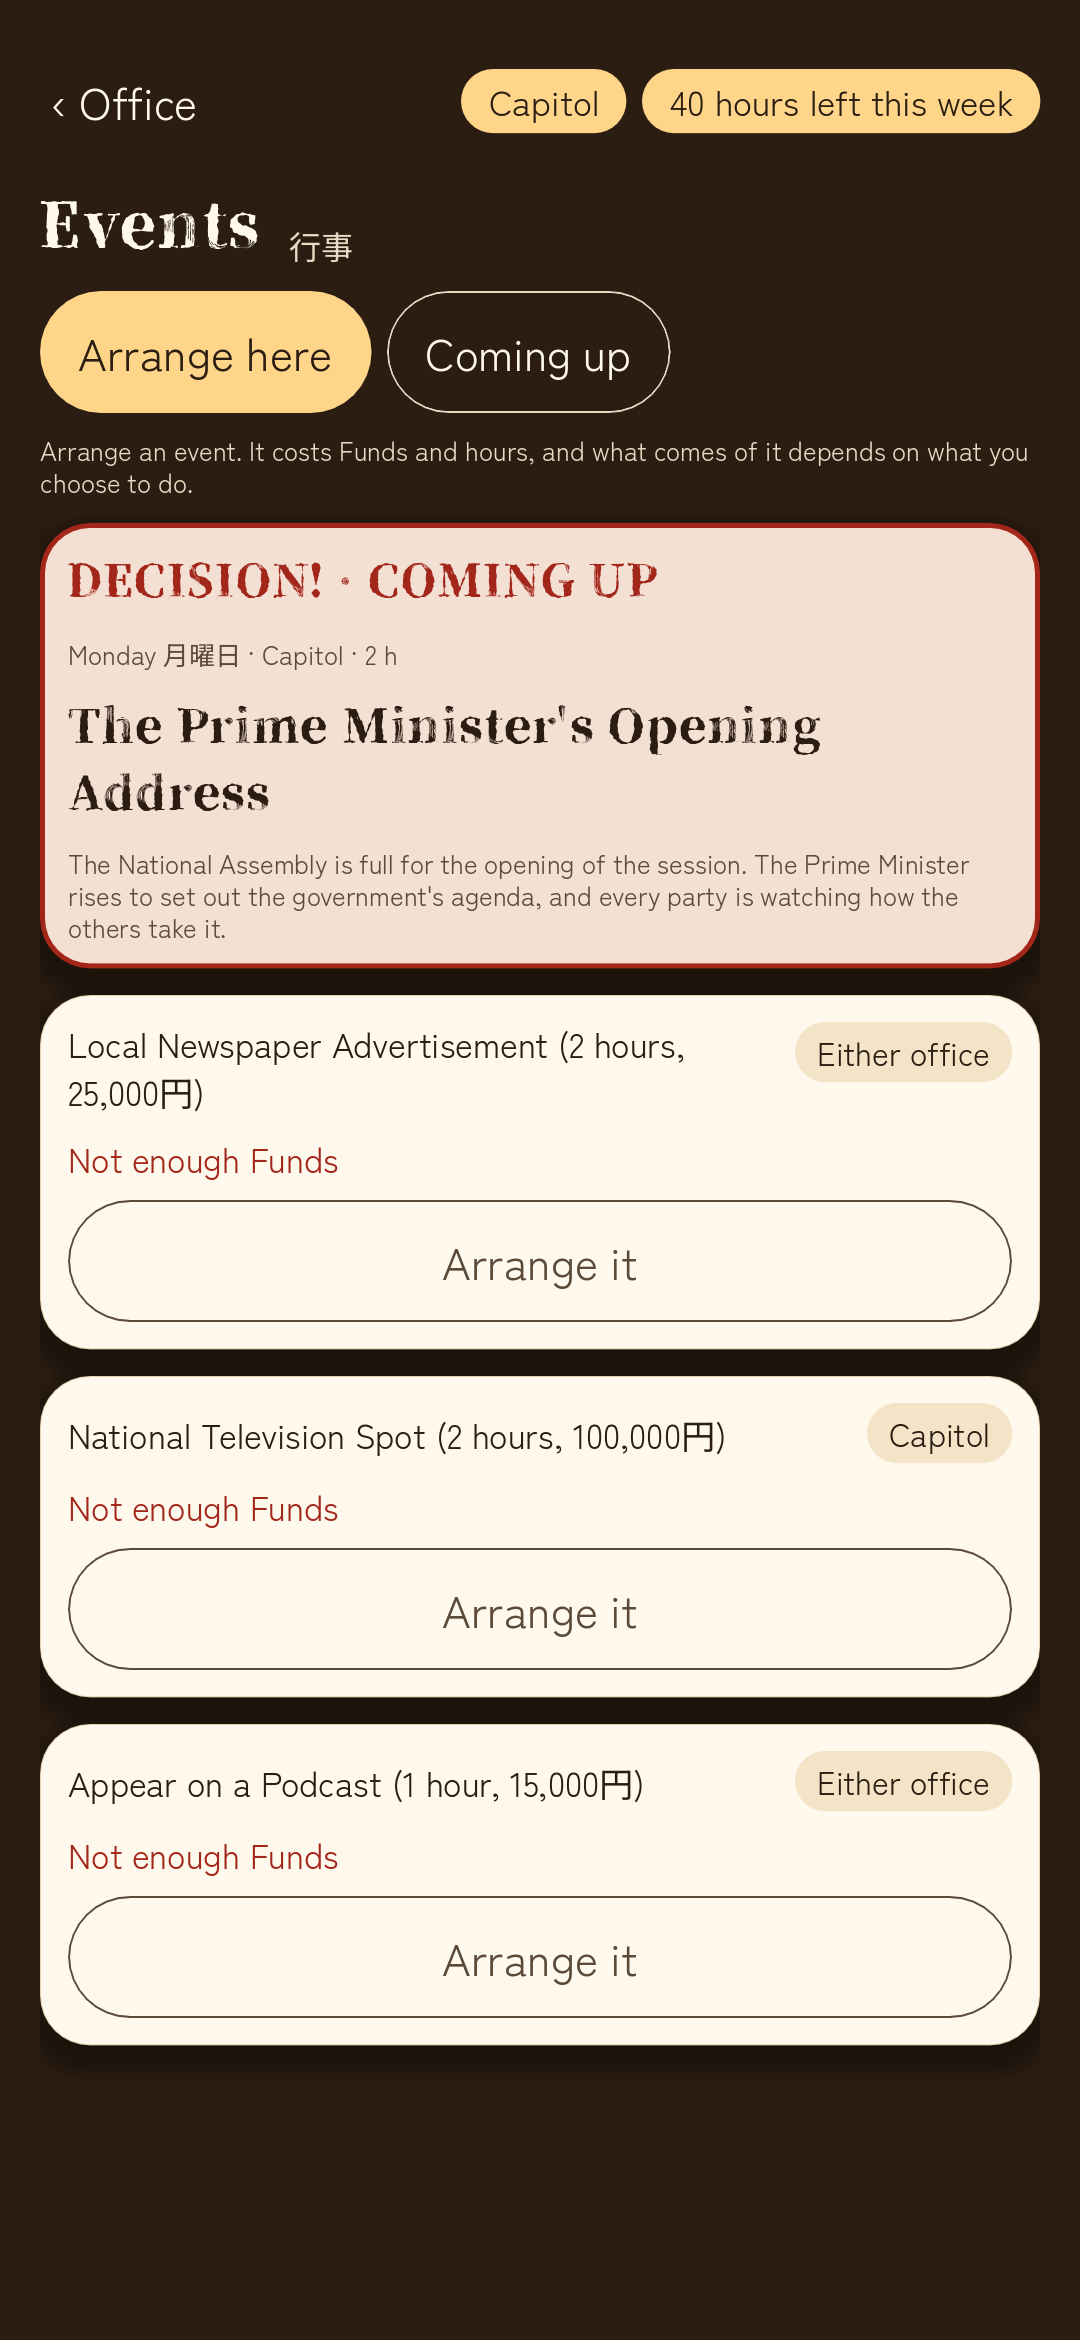 ‹ Office
Capitol
40 hours left this week
Events 行事
Arrange here
Coming up
Arrange an event. It costs Funds and hours, and what comes of it depends on what you
choose to do.
DECISION! · COMING UP
Monday 月曜日 · Capitol · 2 h
The Prime Minister's Opening
Address
The National Assembly is full for the opening of the session. The Prime Minister
rises to set out the government's agenda, and every party is watching how the
others take it.
Local Newspaper Advertisement (2 hours,
25,000円)
Either office
Not enough Funds
Arrange it
National Television Spot (2 hours, 100,000円)
Capitol
Not enough Funds
Arrange it
Appear on a Podcast (1 hour, 15,000円)
Either office
Not enough Funds
Arrange it